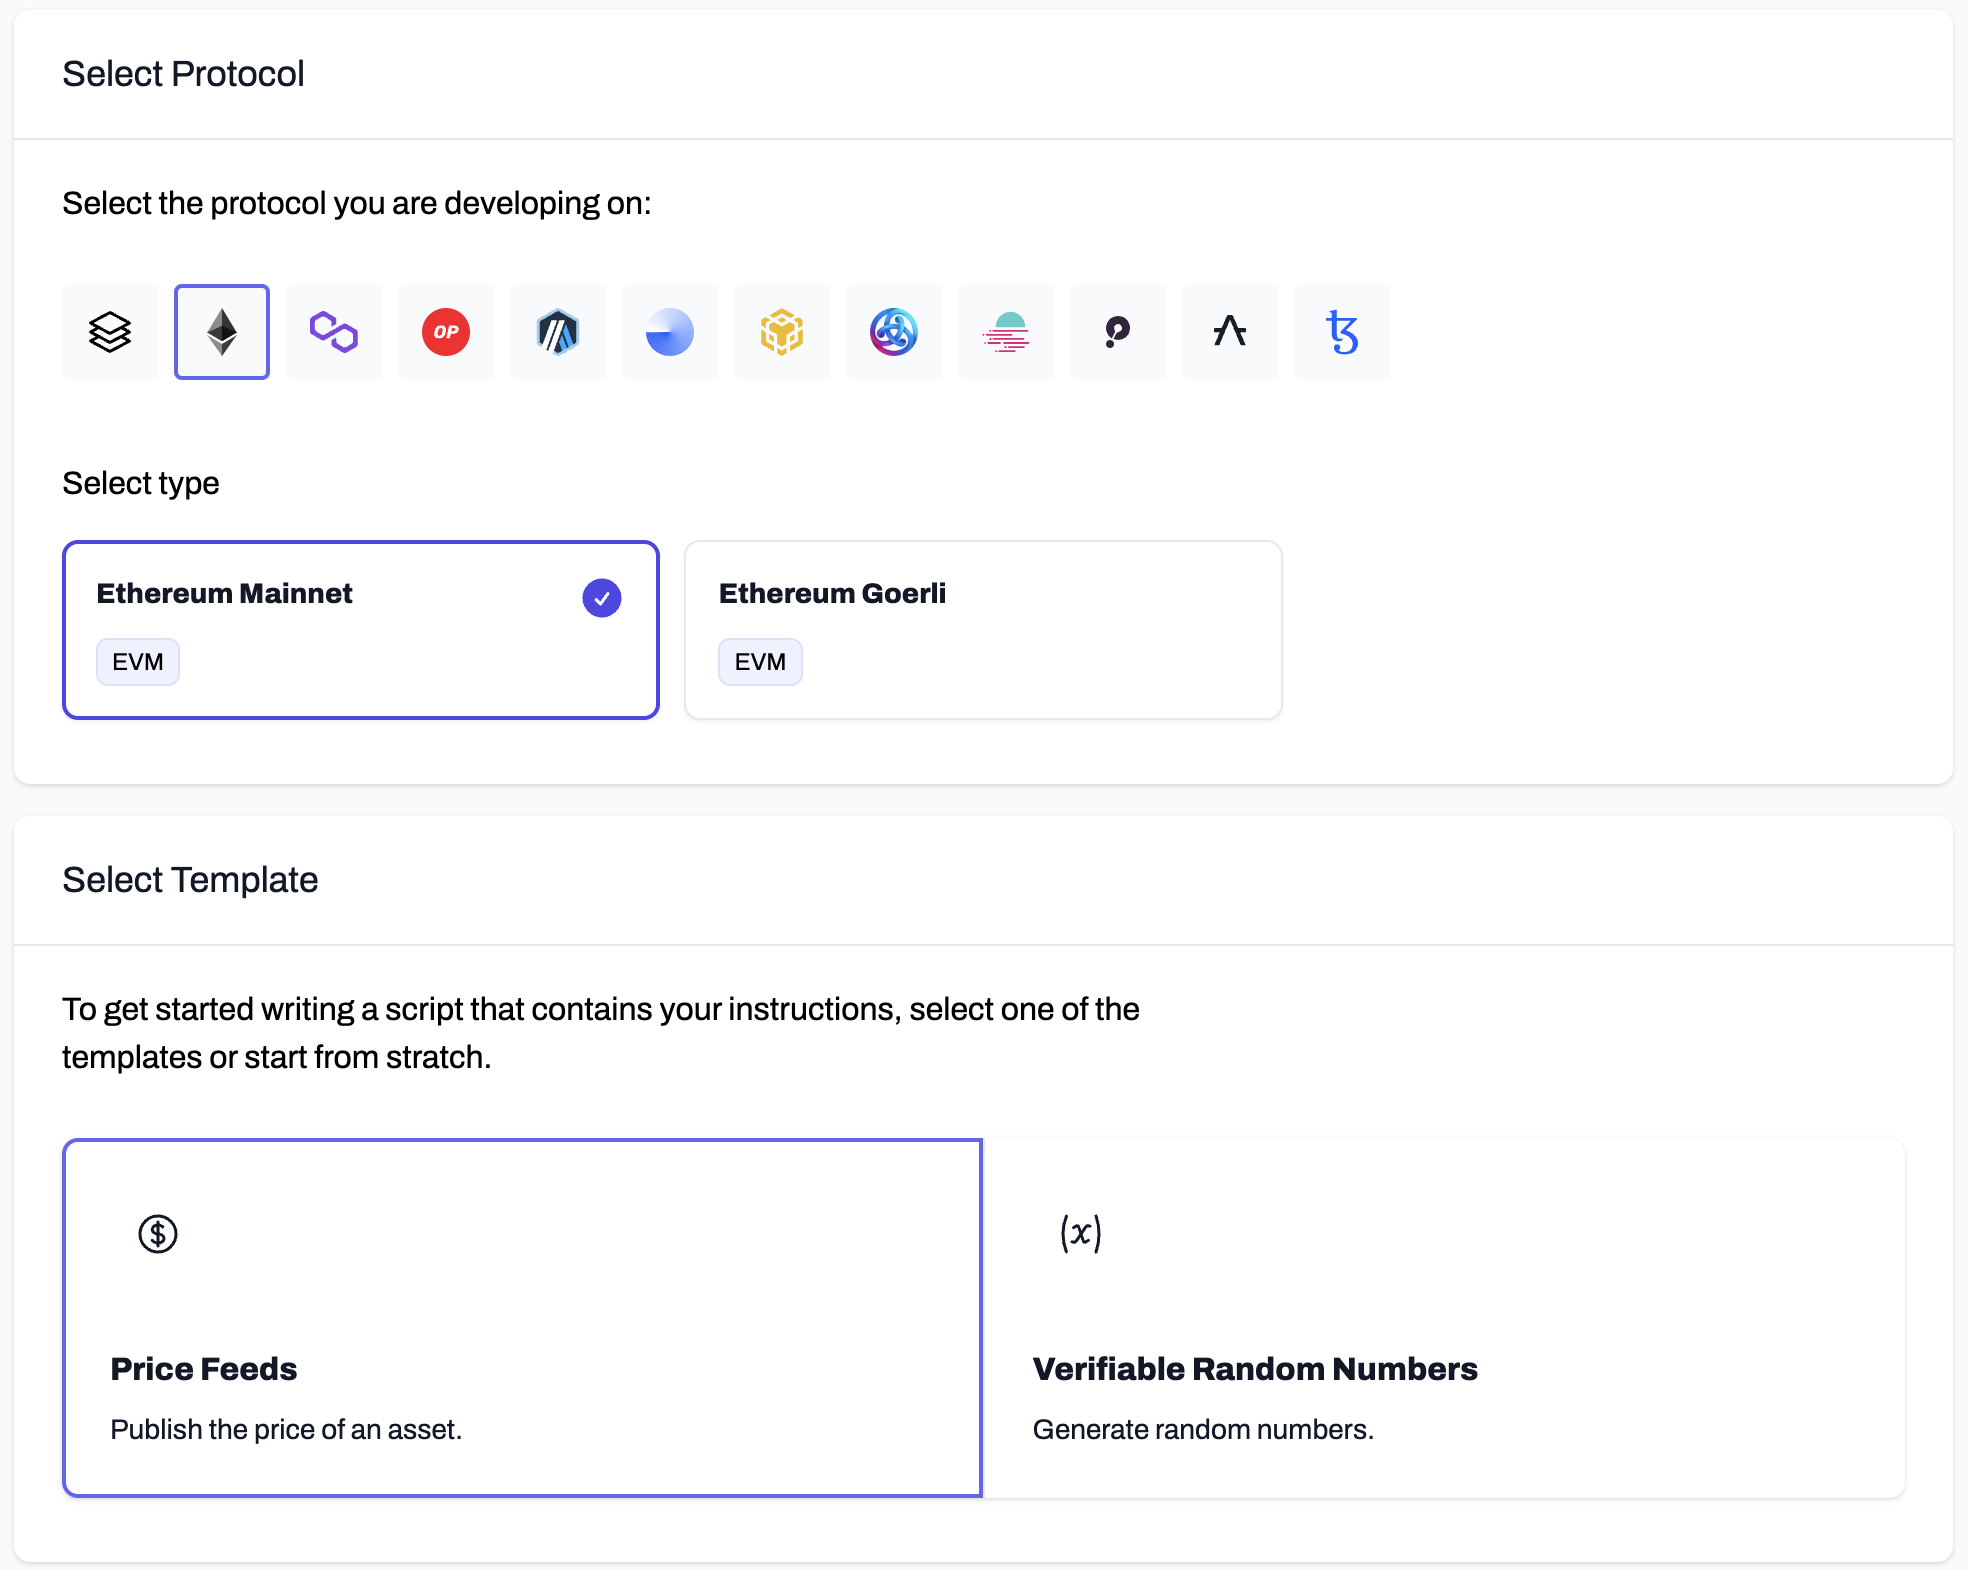 Select Protocol
Select the protocol you are developing on:
OP
Select type
Ethereum Mainnet
EVM
Ethereum Goerli
EVM
Select Template
To get started writing a script that contains your instructions, select one of the
templates or start from stratch.
$
(x)
Price Feeds
Publish the price of an asset.
Verifiable Random Numbers
Generate random numbers.